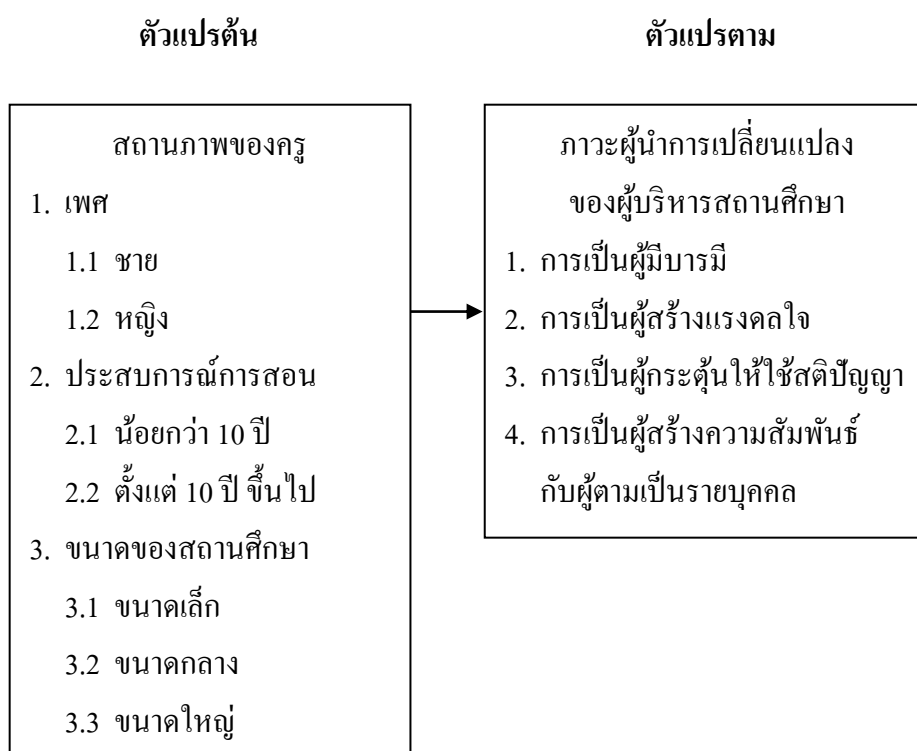 ตัวแปรต้น
สถานภาพของครู
1. เพศ
1.1 ชาย
1.2 หญิง
2. ประสบการณ์การสอน
2.1 น้อยกว่า 10 ปี
2.2 ตั้งแต่ 10 ปี ขึ้นไป
3. ขนาดของสถานศึกษา
3.1 ขนาดเล็ก
3.2 ขนาดกลาง
3.3 ขนาดใหญ่
ตัวแปรตาม
ภาวะผู้นำการเปลี่ยนแปลง
ของผู้บริหารสถานศึกษา
1. การเป็นผู้มีบารมี
2. การเป็นผู้สร้างแรงดลใจ
3. การเป็นผู้กระตุ้นให้ใช้สติปัญญา
4. การเป็นผู้สร้างความสัมพันธ์
กับผู้ตามเป็นรายบุคคล